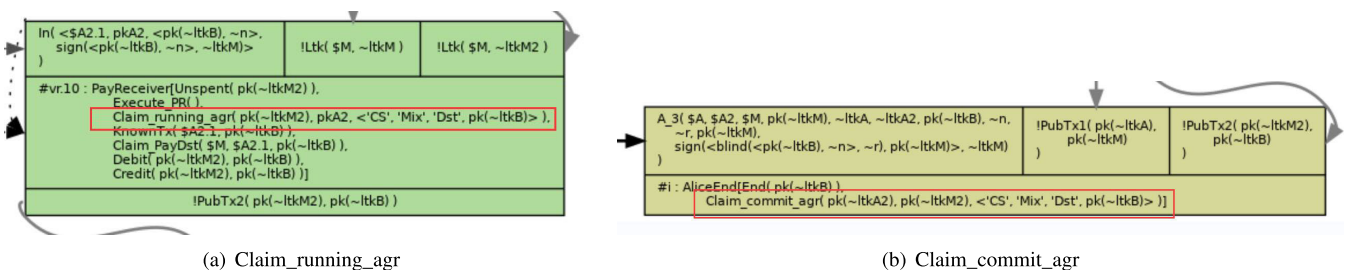 In( <$A2.1, pkA2, <pk(~ltkB), ~n>,
sign(<pk(~ltkB), ~n>, ~ltkM)>
)
!Ltk( $M, ~ltkM )
!Ltk( $M, ~ltkM2 )
#vr.10 : PayReceiver[Unspent( pk(~ltkM2) ),
Execute_PR( ),
Claim_running_agr( pk(~ltkM2), pkA2, <'CS', 'Mix', 'Dst', pk(~ltkB)> ),
KnownTx( $A2.1, pk(~ltkB) ),
Claim_PayDst( $M, $A2.1, pk(~ltkB) ),
Debit( pk(~ltkM2), pk(~ltkB) ),
Credit( pk(~ltkM2), pk(~ltkB) )]
!PubTx2( pk(~ltkM2), pk(~ltkB) )
(a) Claim_running_agr
A_3( $A, $A2, $M, pk(~ltkM), ~ltkA, ~ltkA2, pk(~ltkB), $B, ~n,
~r, pk(~ltkM),
sign(<blind(<pk(~ltkB), ~n>, ~r), pk(~ltkM)>, ~ltkM)
)
!PubTx1( pk(~ltkA),
pk(~ltkM)
)
!PubTx2( pk(~ltkM2),
pk(~ltkB)
)
#i : AliceEnd[End( pk(~ltkB) ),
Claim_commit_agr( pk(~ltkA2), pk(~ltkM2), <'CS', 'Mix', 'Dst', pk(~ltkB)> )]
(b) Claim_commit_agr